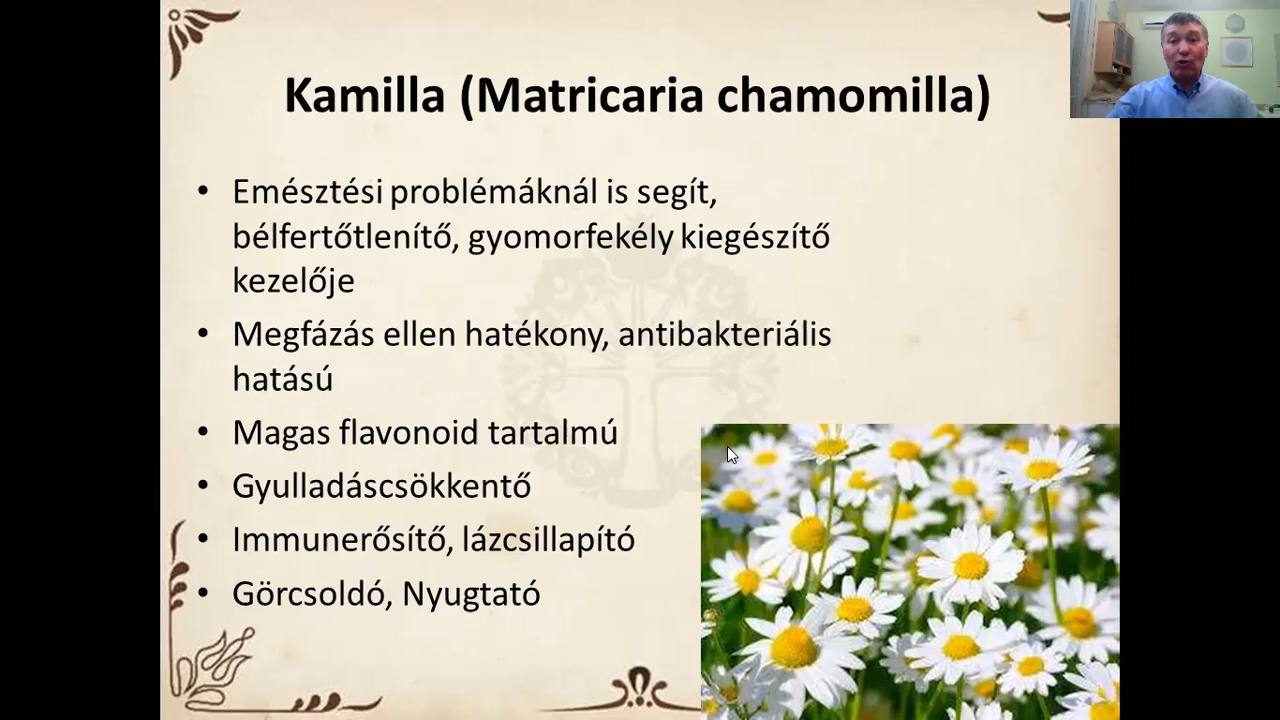 Kamilla (Matricaria chamomilla)
• Emésztési problémáknál is segít,
bélfertőtlenítő, gyomorfekély kiegészítő
kezelője
• Megfázás ellen hatékony, antibakteriális
hatású
• Magas flavonoid tartalmú
• Gyulladáscsökkentő
• Immunerősítő, lázcsillapító
• Görcsoldó, Nyugtató